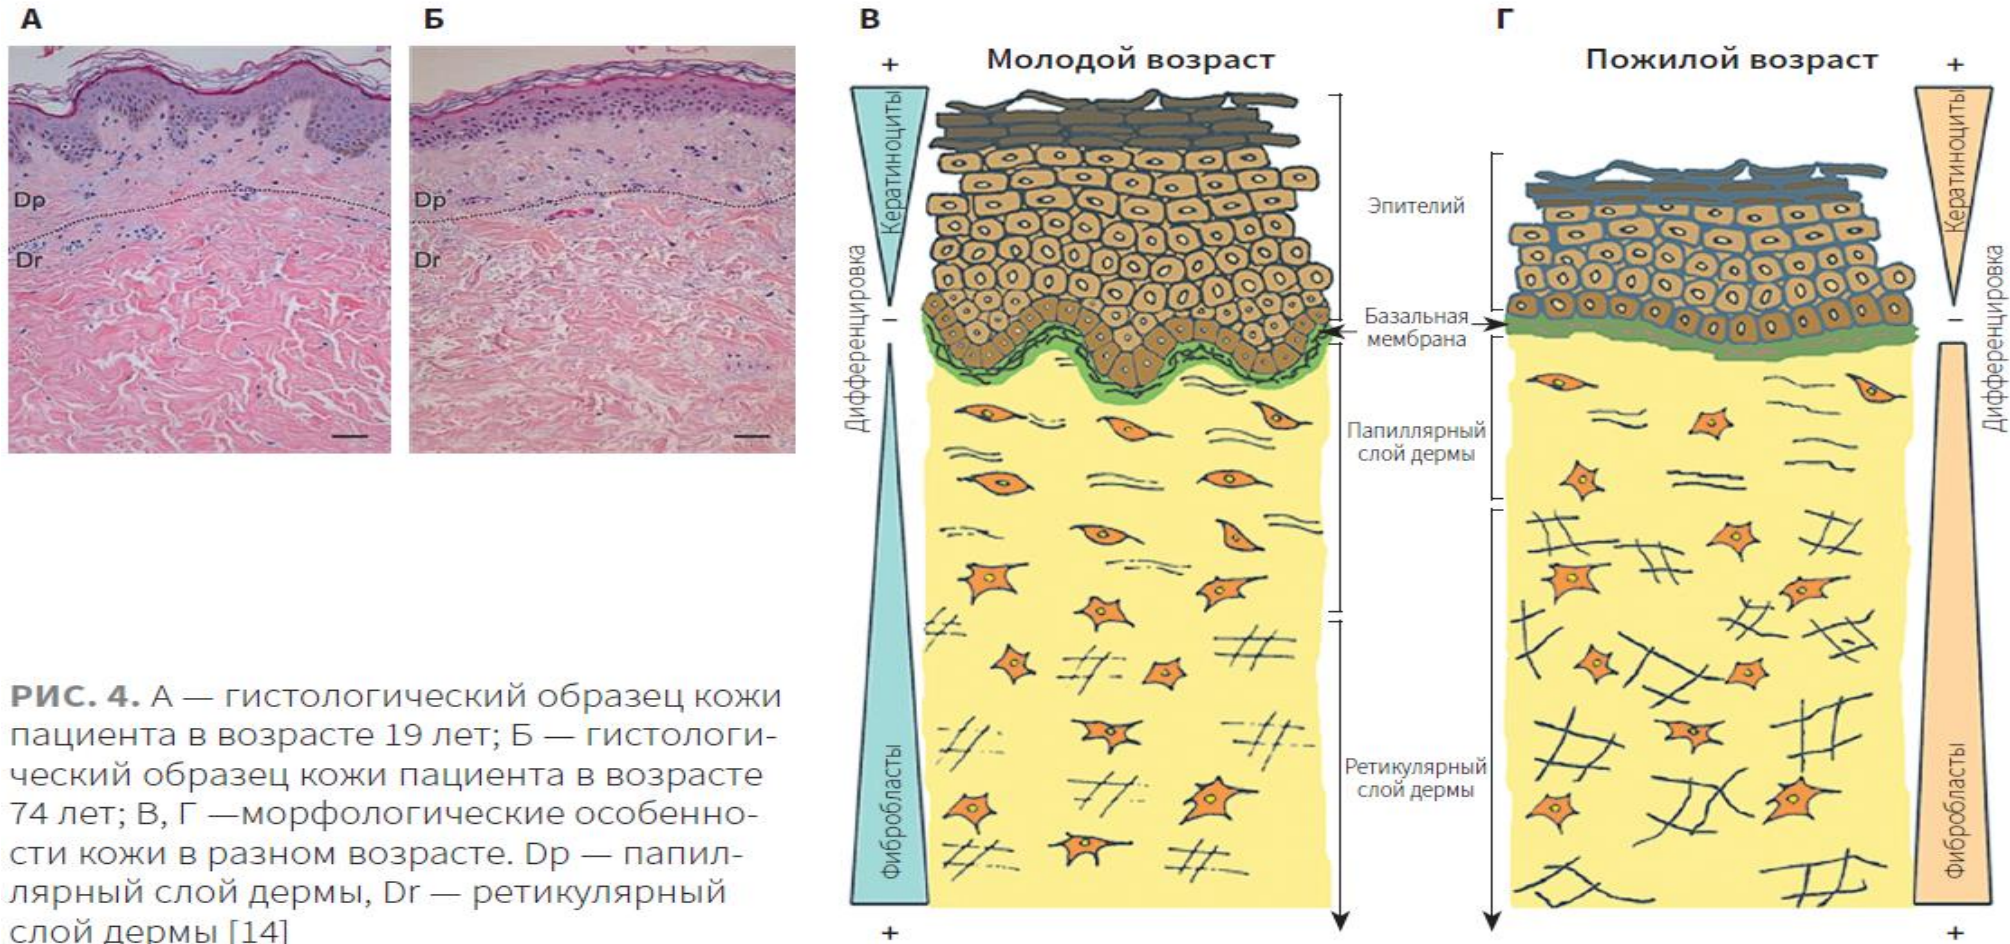 А
Б
Dp
Dr
Dp
Dr
РИС. 4. А — гистологический образец кожи
пациента в возрасте 19 лет; Б — гистологи-
ческий образец кожи пациента в возрасте
74 лет; В, Г —морфологические особенно-
сти кожи в разном возрасте. Dp — папил-
лярный слой дермы, Dr — ретикулярный
слой дермы [14]
В
Молодой возраст
+
Кератиноциты
Дифференцировка
–
Фибробласты
+
Эпителий
Базальная
мембрана
Папиллярный
слой дермы
Ретикулярный
слой дермы
Г
Пожилой возраст
+
Кератиноциты
–
Дифференцировка
Фибробласты
+